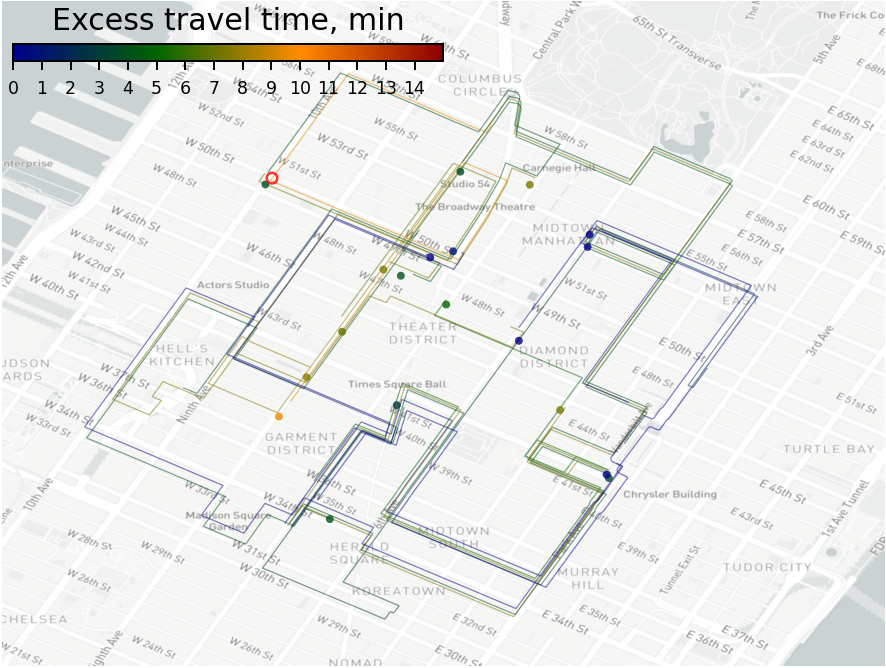 Excess travel time, min
0 1 2 3 4 5 6 7 8 9 10 11 12 13 14
65th St Transverse
The Frick Co
5th Ave
COLUMBUS
CIRCLE
W 52nd St
W 55th St
W 53rd St
W 58th St
E 65th St
E 64th St
E 63rd St
E 62nd St
W 50th St
W 51st St
W 48th St
nterprise
Carnegie Hall
Studio 54
The Broadway Theatre
E 60th St
E 58th St
E 59th St
E 57th St
E 56th St
E 55th St
W 45th St
W 44th St
W 43rd St
W 42nd St
W 41st St
W 40th St
12th Ave
W 46th St
W 48th St
W 50th St
MIDTOWN
MANHATTAN
W 51st St
MIDTOWN
EAST
Actors Studio
W 43rd St
W 48th St
W 49th St
THEATER
DISTRICT
DIAMOND
DISTRICT
E 50th St
3rd Ave
HELL'S
KITCHEN
UDSON
ARDS
W 37th St
W 36th St
W 34th St
W 33rd St
Ninth Ave
Times Square Ball
E 48th St
E 51st St
GARMENT
DISTRICT
W 40th St
W 39th St
E 44th St
TURTLE BAY
10th Ave
W 33rd St
W 34th St
W 35th St
E 41st St
Chrysler Building
E 45th St
E 43rd St
1st Ave Tunnel
Madison Square
Garden
MIDTOWN
SOUTH
W 28th St
W 29th St
W 31st St
W 30th St
HERALD
SQUARE
E 39th St
Tunnel Exit St
TUDOR CITY
FDR
W 26th St
KOREATOWN
MURRAY
HILL
CHELSEA
W 29th St
E 32nd St
E 35th St
E 34th St
E 36th St
E 37th St
W 21st St
W 24th St
W 26th St
E 30th St
NOMAD